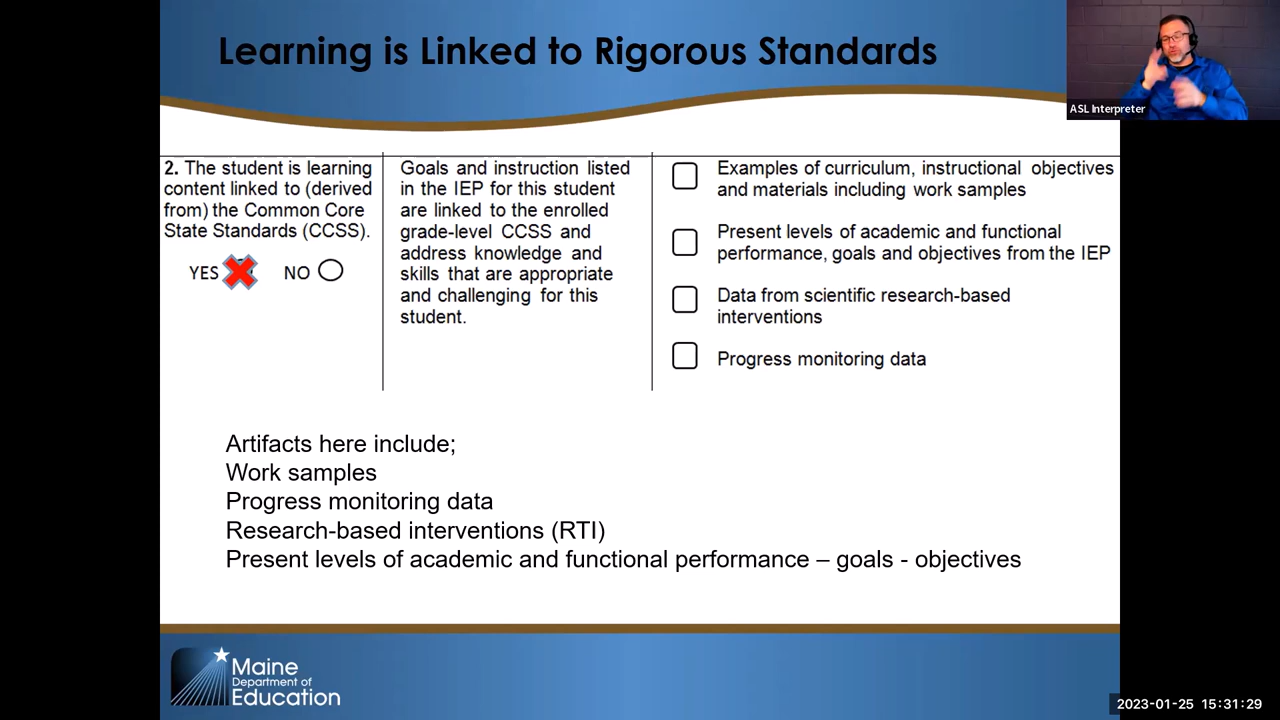 Learning is Linked to Rigorous Standards
ASL Interpreter
2. The student is learning
content linked to (derived
from) the Common Core
State Standards (CCSS).
YES NO
Goals and instruction listed
in the IEP for this student
are linked to the enrolled
grade-level CCSS and
address knowledge and
skills that are appropriate
and challenging for this
student.
Examples of curriculum, instructional objectives
and materials including work samples
Present levels of academic and functional
performance, goals and objectives from the IEP
Data from scientific research-based
interventions
Progress monitoring data
Artifacts here include;
Work samples
Progress monitoring data
Research-based interventions (RTI)
Present levels of academic and functional performance – goals - objectives
Maine
Department of
Education
2023-01-25 15:31:29